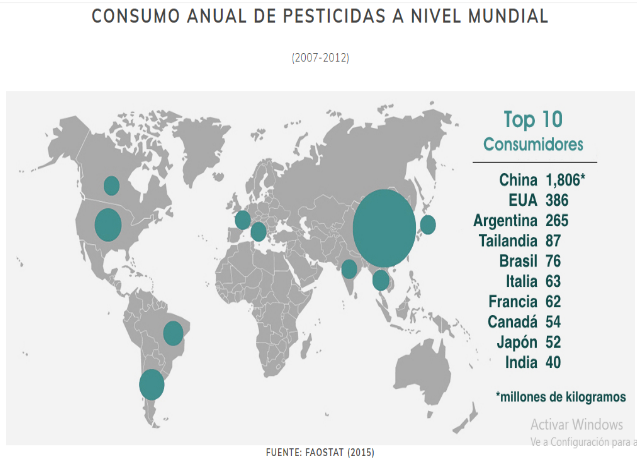 CONSUMO ANUAL DE PESTICIDAS A NIVEL MUNDIAL
(2007-2012)
Top 10
Consumidores
China 1,806*
EUA 386
Argentina 265
Tailandia 87
Brasil 76
Italia 63
Francia 62
Canadá 54
Japón 52
India 40
*millones de kilogramos
Activar Windows
Ve a Configuración para a
FUENTE: FAOSTAT (2015)